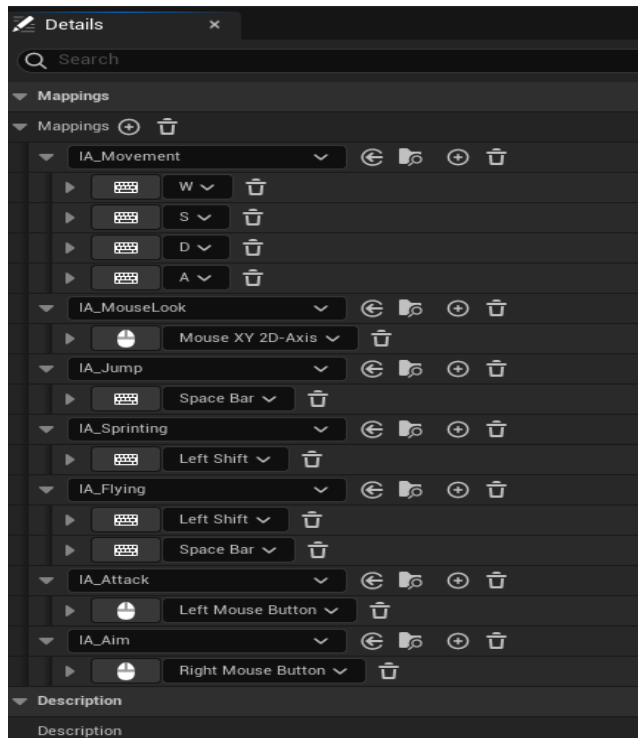 Details
Search
Mappings
Mappings
IA_Movement
W
S
D
A
IA_MouseLook
Mouse XY 2D-Axis
IA_Jump
Space Bar
IA_Sprinting
Left Shift
IA_Flying
Left Shift
Space Bar
IA_Attack
Left Mouse Button
IA_Aim
Right Mouse Button
Description
Description